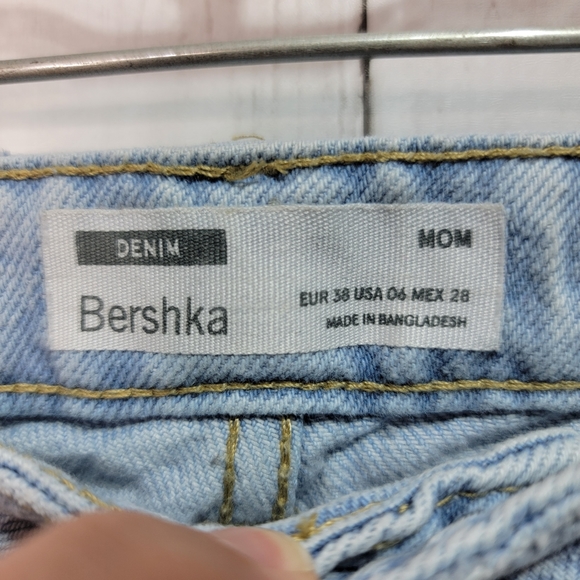 DENIM
MOM
Bershka
EUR 38 USA 06 MEX 28
MADE IN BANGLADESH